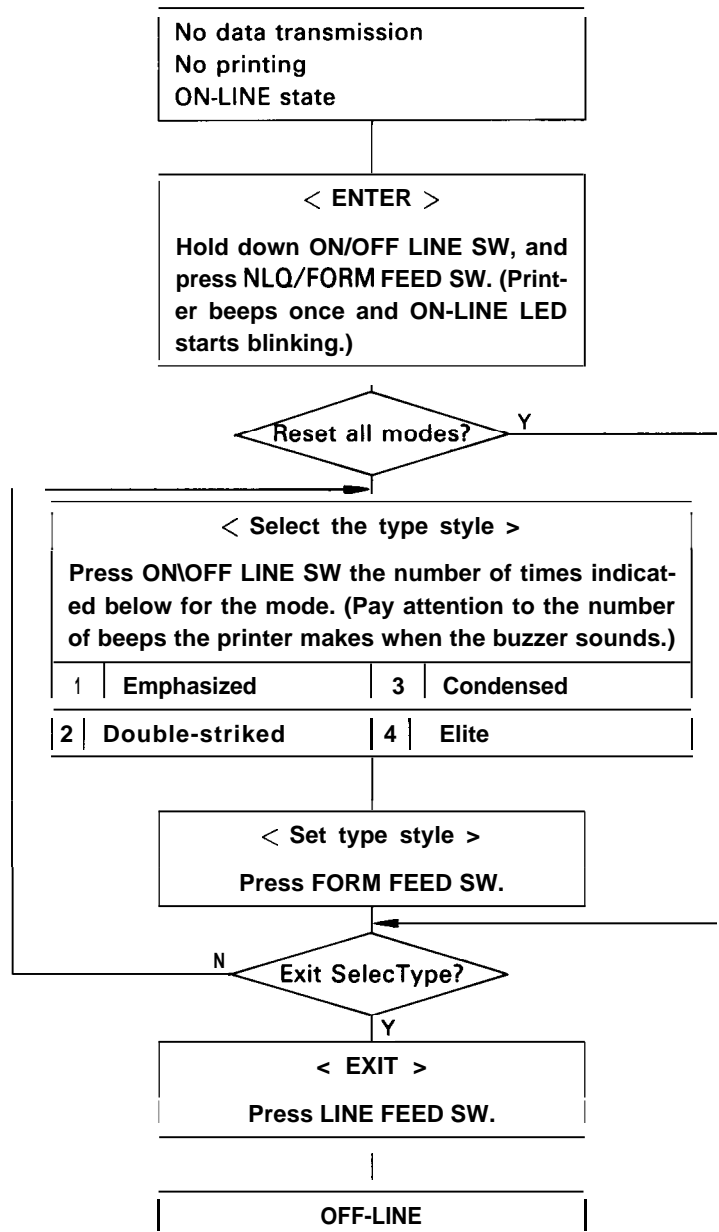 No data transmission
No printing
ON-LINE state
< ENTER >
Hold down ON/OFF LINE SW, and
press NLQ/FORM FEED SW. (Print-
er beeps once and ON-LINE LED
starts blinking.)
Reset all modes?
Y
< Select the type style >
Press ON\OFF LINE SW the number of times indicat-
ed below for the mode. (Pay attention to the number
of beeps the printer makes when the buzzer sounds.)
1 Emphasized 3 Condensed
2 Double-striked 4 Elite
< Set type style >
Press FORM FEED SW.
N
Exit SelecType?
Y
< EXIT >
Press LINE FEED SW.
OFF-LINE